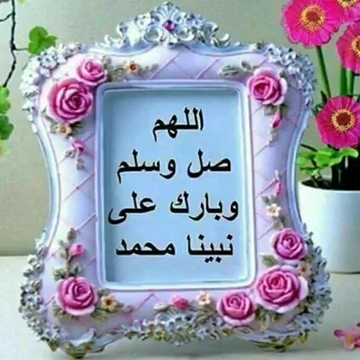 اللهم
صل وسلم
وبارك على
نبينا محمد